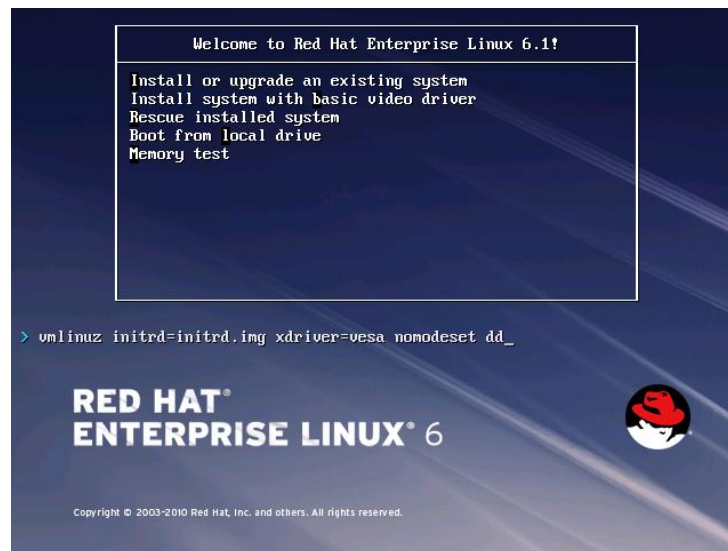 Welcome to Red Hat Enterprise Linux 6.1!
Install or upgrade an existing system
Install system with basic video driver
Rescue installed system
Boot from local drive
Memory test
> vmlinuz initrd=initrd.img xdriver=vesa nomodeset dd_
RED HAT®
ENTERPRISE LINUX® 6
Copyright © 2003-2010 Red Hat, Inc. and others. All rights reserved.